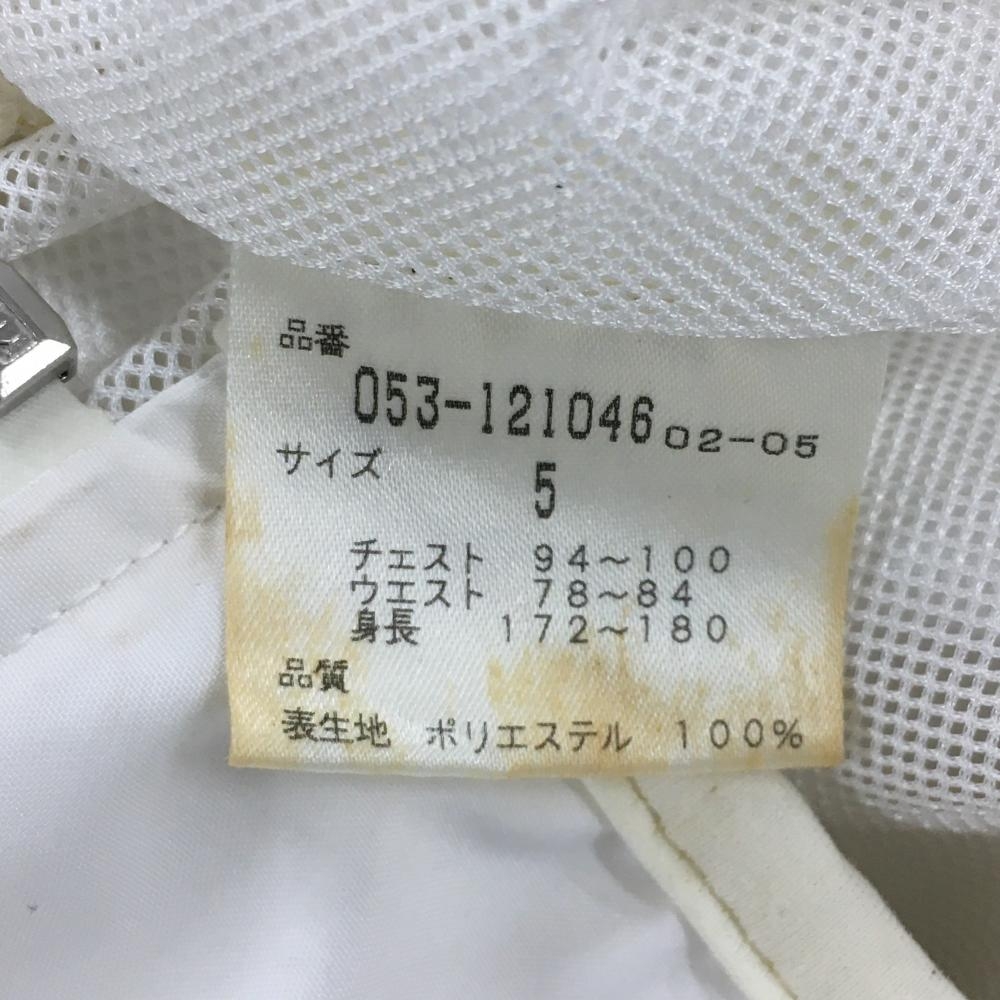 品番
053-121046 02-05
サイズ
5
チェスト 94~100
ウエスト 78~84
身長 172~180
品質
表生地 ポリエステル 100%